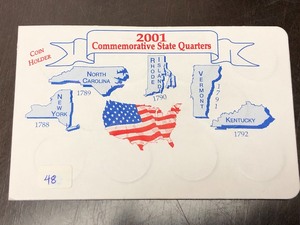 2001
Commemorative State Quarters
COIN
HOLDER
NORTH
CAROLINA
1789
RHODE
ISLAND
1790
VERMONT
1791
NEW
YORK
1788
KENTUCKY
1792
48